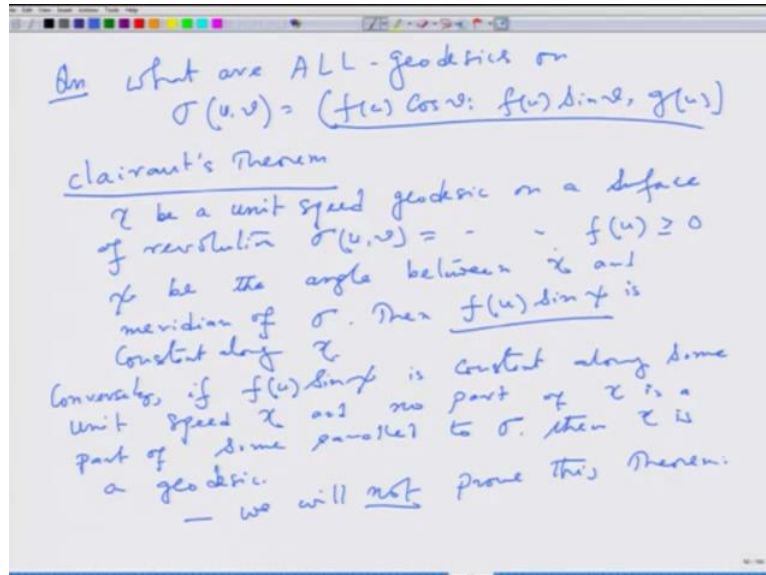 Qn what are ALL - geodesics on
σ(u,v) = (f(u) Cos v, f(u) Sin v, g(u))
Clairaut's Theorem
γ be a unit speed geodesic on a surface
of revolution σ(u,v) = - - f(u) ≥ 0
ψ be the angle between γ̇ and
meridian of σ. Then f(u) Sin ψ is
Constant along γ
Conversely, if f(u) Sin ψ is constant along some
unit speed γ and no part of γ is a
part of some parallel to σ. then γ is
a geodesic.
— we will not prove this Theorem.